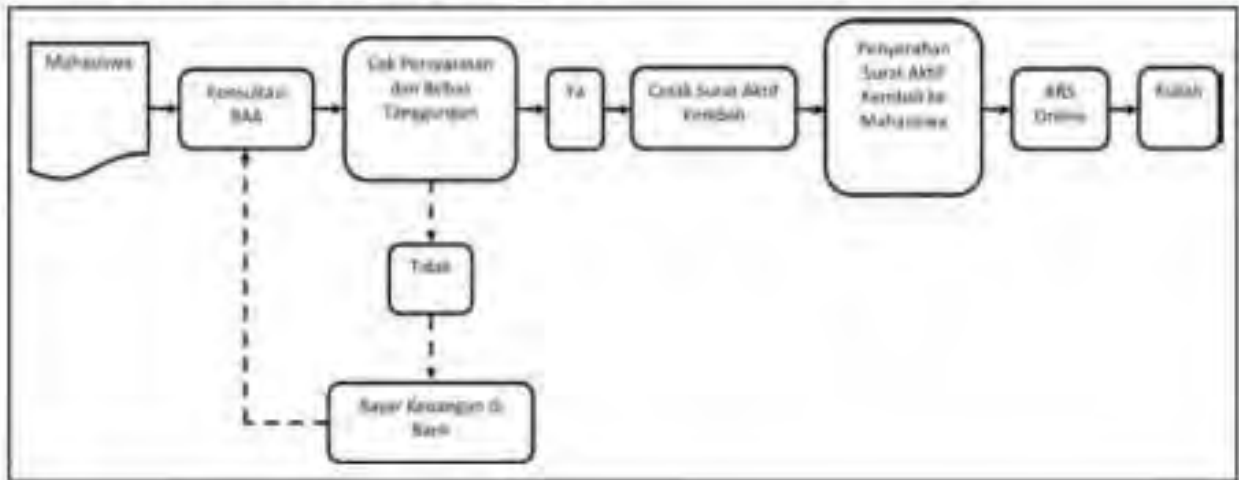 Mahasiswa
Konsultasi
BAA
Cek Persyaratan
dan Bebas
Tanggungan
Ya
Cetak Surat Aktif
Kembali
Penyerahan
Surat Aktif
Kembali ke
Mahasiswa
KRS
Online
Kuliah
Tidak
Bayar Keuangan di
Bank